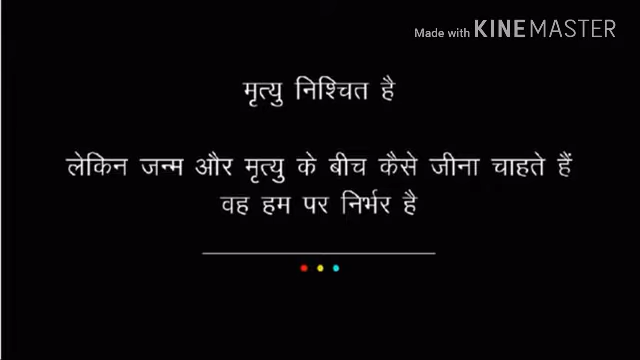 Made with KINEMASTER
मृत्यु निश्चित है
लेकिन जन्म और मृत्यु के बीच कैसे जीना चाहते हैं
वह हम पर निर्भर है